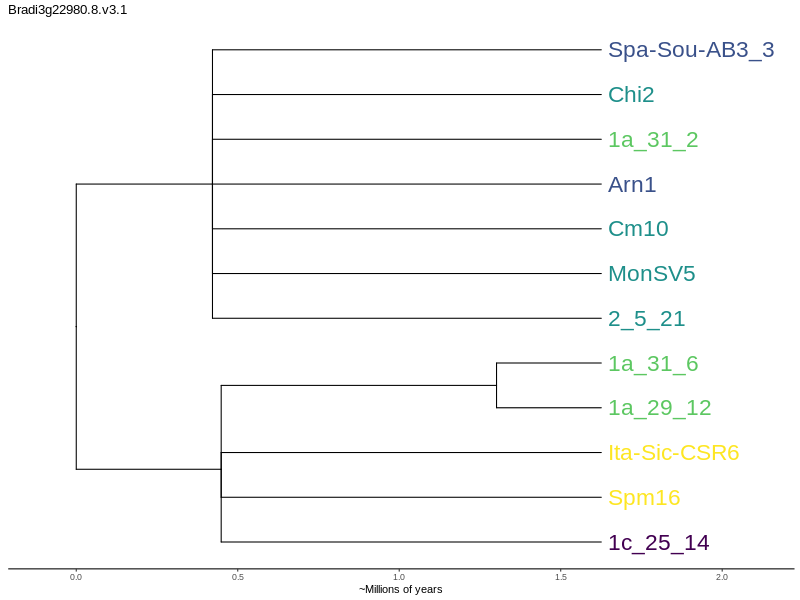 Bradi3g22980.8.v3.1
Spa-Sou-AB3_3
Chi2
1a_31_2
Arn1
Cm10
MonSV5
2_5_21
1a_31_6
1a_29_12
Ita-Sic-CSR6
Spm16
1c_25_14
0.0 0.5 1.0 1.5 2.0
~Millions of years